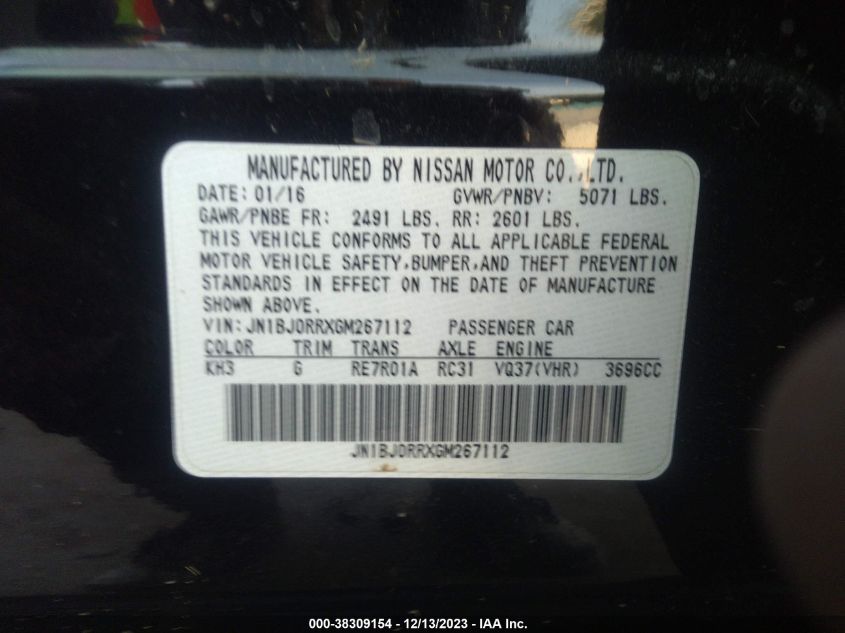 MANUFACTURED BY NISSAN MOTOR CO.,LTD.
DATE: 01/16 GVWR/PNBV: 5071 LBS.
GAWR/PNBE FR: 2491 LBS. RR: 2601 LBS.
THIS VEHICLE CONFORMS TO ALL APPLICABLE FEDERAL
MOTOR VEHICLE SAFETY,BUMPER,AND THEFT PREVENTION
STANDARDS IN EFFECT ON THE DATE OF MANUFACTURE
SHOWN ABOVE.
VIN: JN1BJ0RRXGM267112 PASSENGER CAR
COLOR TRIM TRANS AXLE ENGINE
KH3 G RE7R01A RC31 VQ37(VHR) 3696CC
JN1BJ0RRXGM267112
000-38309154 - 12/13/2023 - IAA Inc.